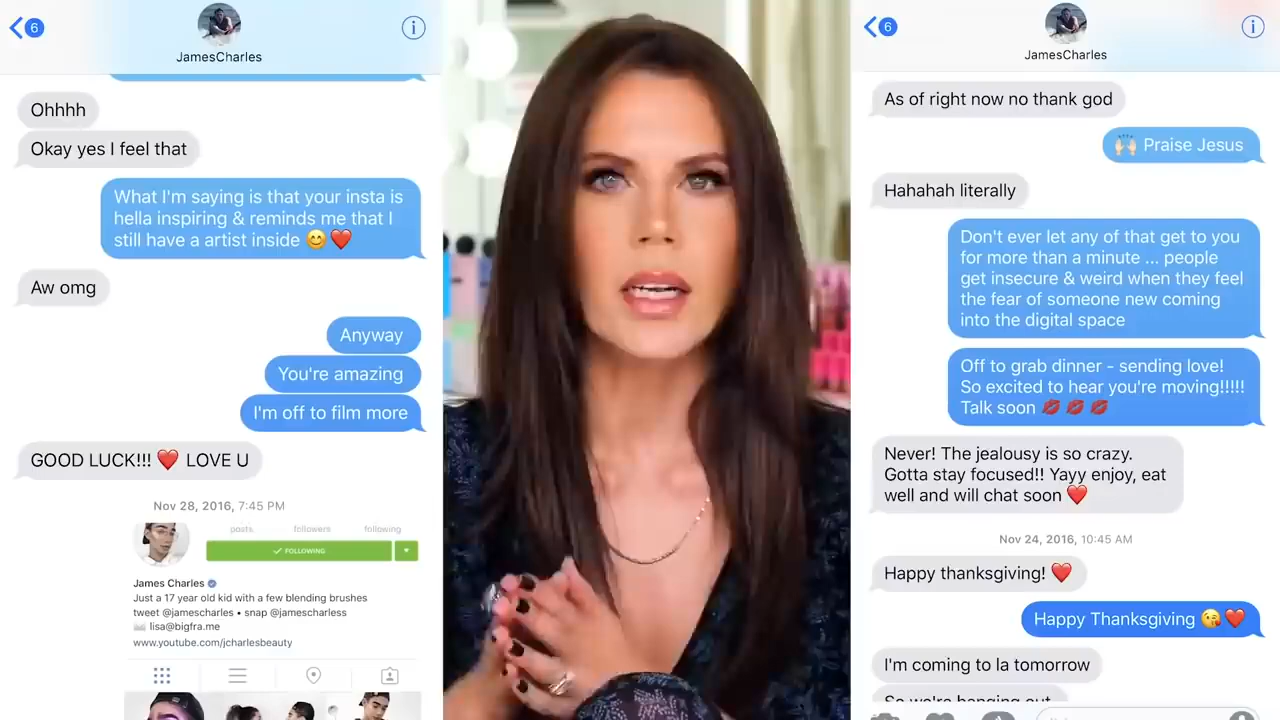 6
JamesCharles
Ohhhh
Okay yes I feel that
What I'm saying is that your insta is
hella inspiring & reminds me that I
still have a artist inside 😊❤️
Aw omg
Anyway
You're amazing
I'm off to film more
GOOD LUCK!!! ❤️ LOVE U
Nov 28, 2016, 7:45 PM
posts followers following
✓ FOLLOWING
James Charles
Just a 17 year old kid with a few blending brushes
tweet @jamescharles • snap @jamescharless
📧 lisa@bigfra.me
www.youtube.com/jcharlesbeauty
6
JamesCharles
As of right now no thank god
🙌🏻 Praise Jesus
Hahahah literally
Don't ever let any of that get to you
for more than a minute ... people
get insecure & weird when they feel
the fear of someone new coming
into the digital space
Off to grab dinner - sending love!
So excited to hear you're moving!!!!!
Talk soon 💋 💋 💋
Never! The jealousy is so crazy.
Gotta stay focused!! Yayy enjoy, eat
well and will chat soon ❤️
Nov 24, 2016, 10:45 AM
Happy thanksgiving! ❤️
Happy Thanksgiving 😘❤️
I'm coming to la tomorrow
So we're hanging